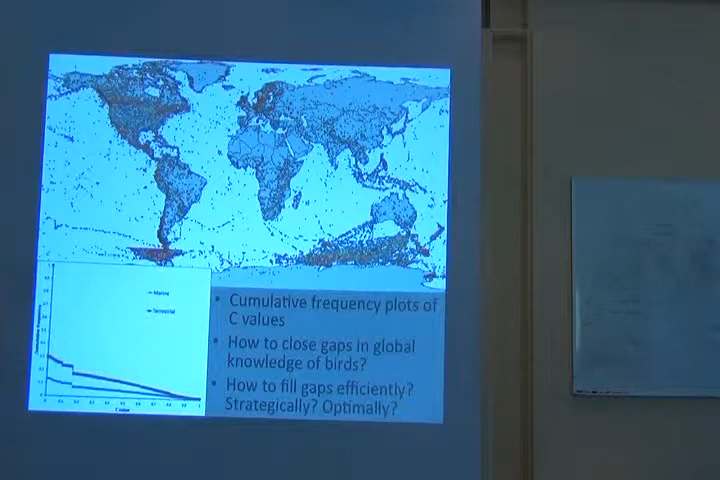 Marine
Terrestrial
C value
• Cumulative frequency plots of
C values
• How to close gaps in global
knowledge of birds?
• How to fill gaps efficiently?
Strategically? Optimally?